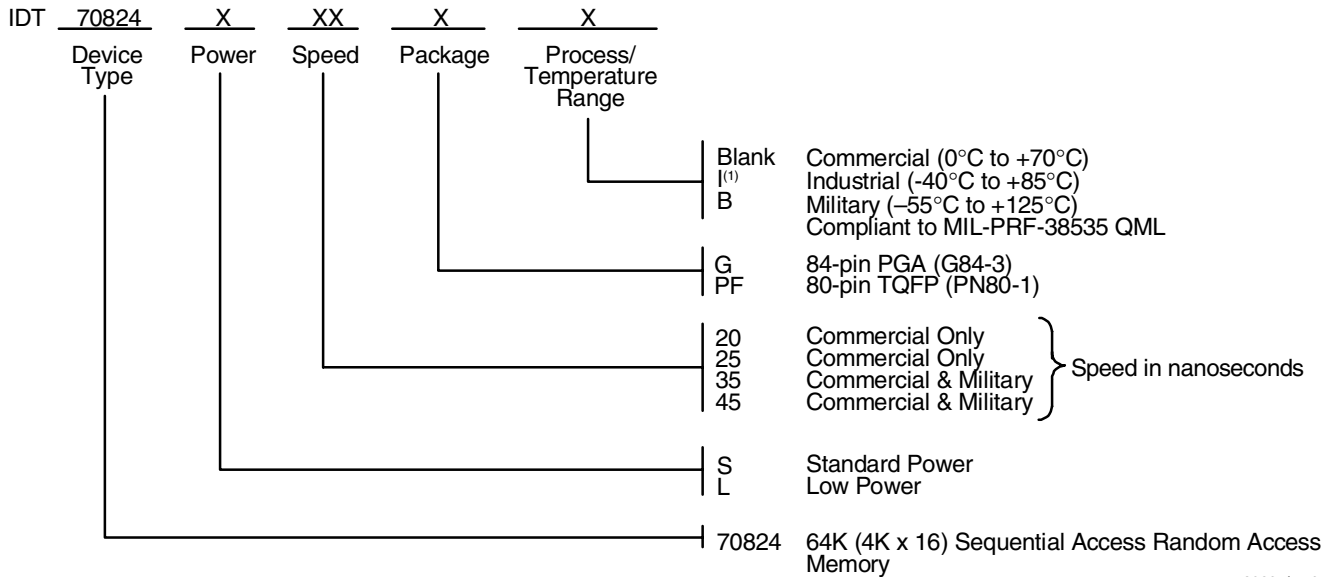 IDT 70824 X XX X X
Device Type Power Speed Package Process/ Temperature Range
Blank Commercial (0°C to +70°C)
I(1) Industrial (-40°C to +85°C)
B Military (–55°C to +125°C)
Compliant to MIL-PRF-38535 QML
G 84-pin PGA (G84-3)
PF 80-pin TQFP (PN80-1)
20 Commercial Only
25 Commercial Only
35 Commercial & Military
45 Commercial & Military
Speed in nanoseconds
S Standard Power
L Low Power
70824 64K (4K x 16) Sequential Access Random Access
Memory